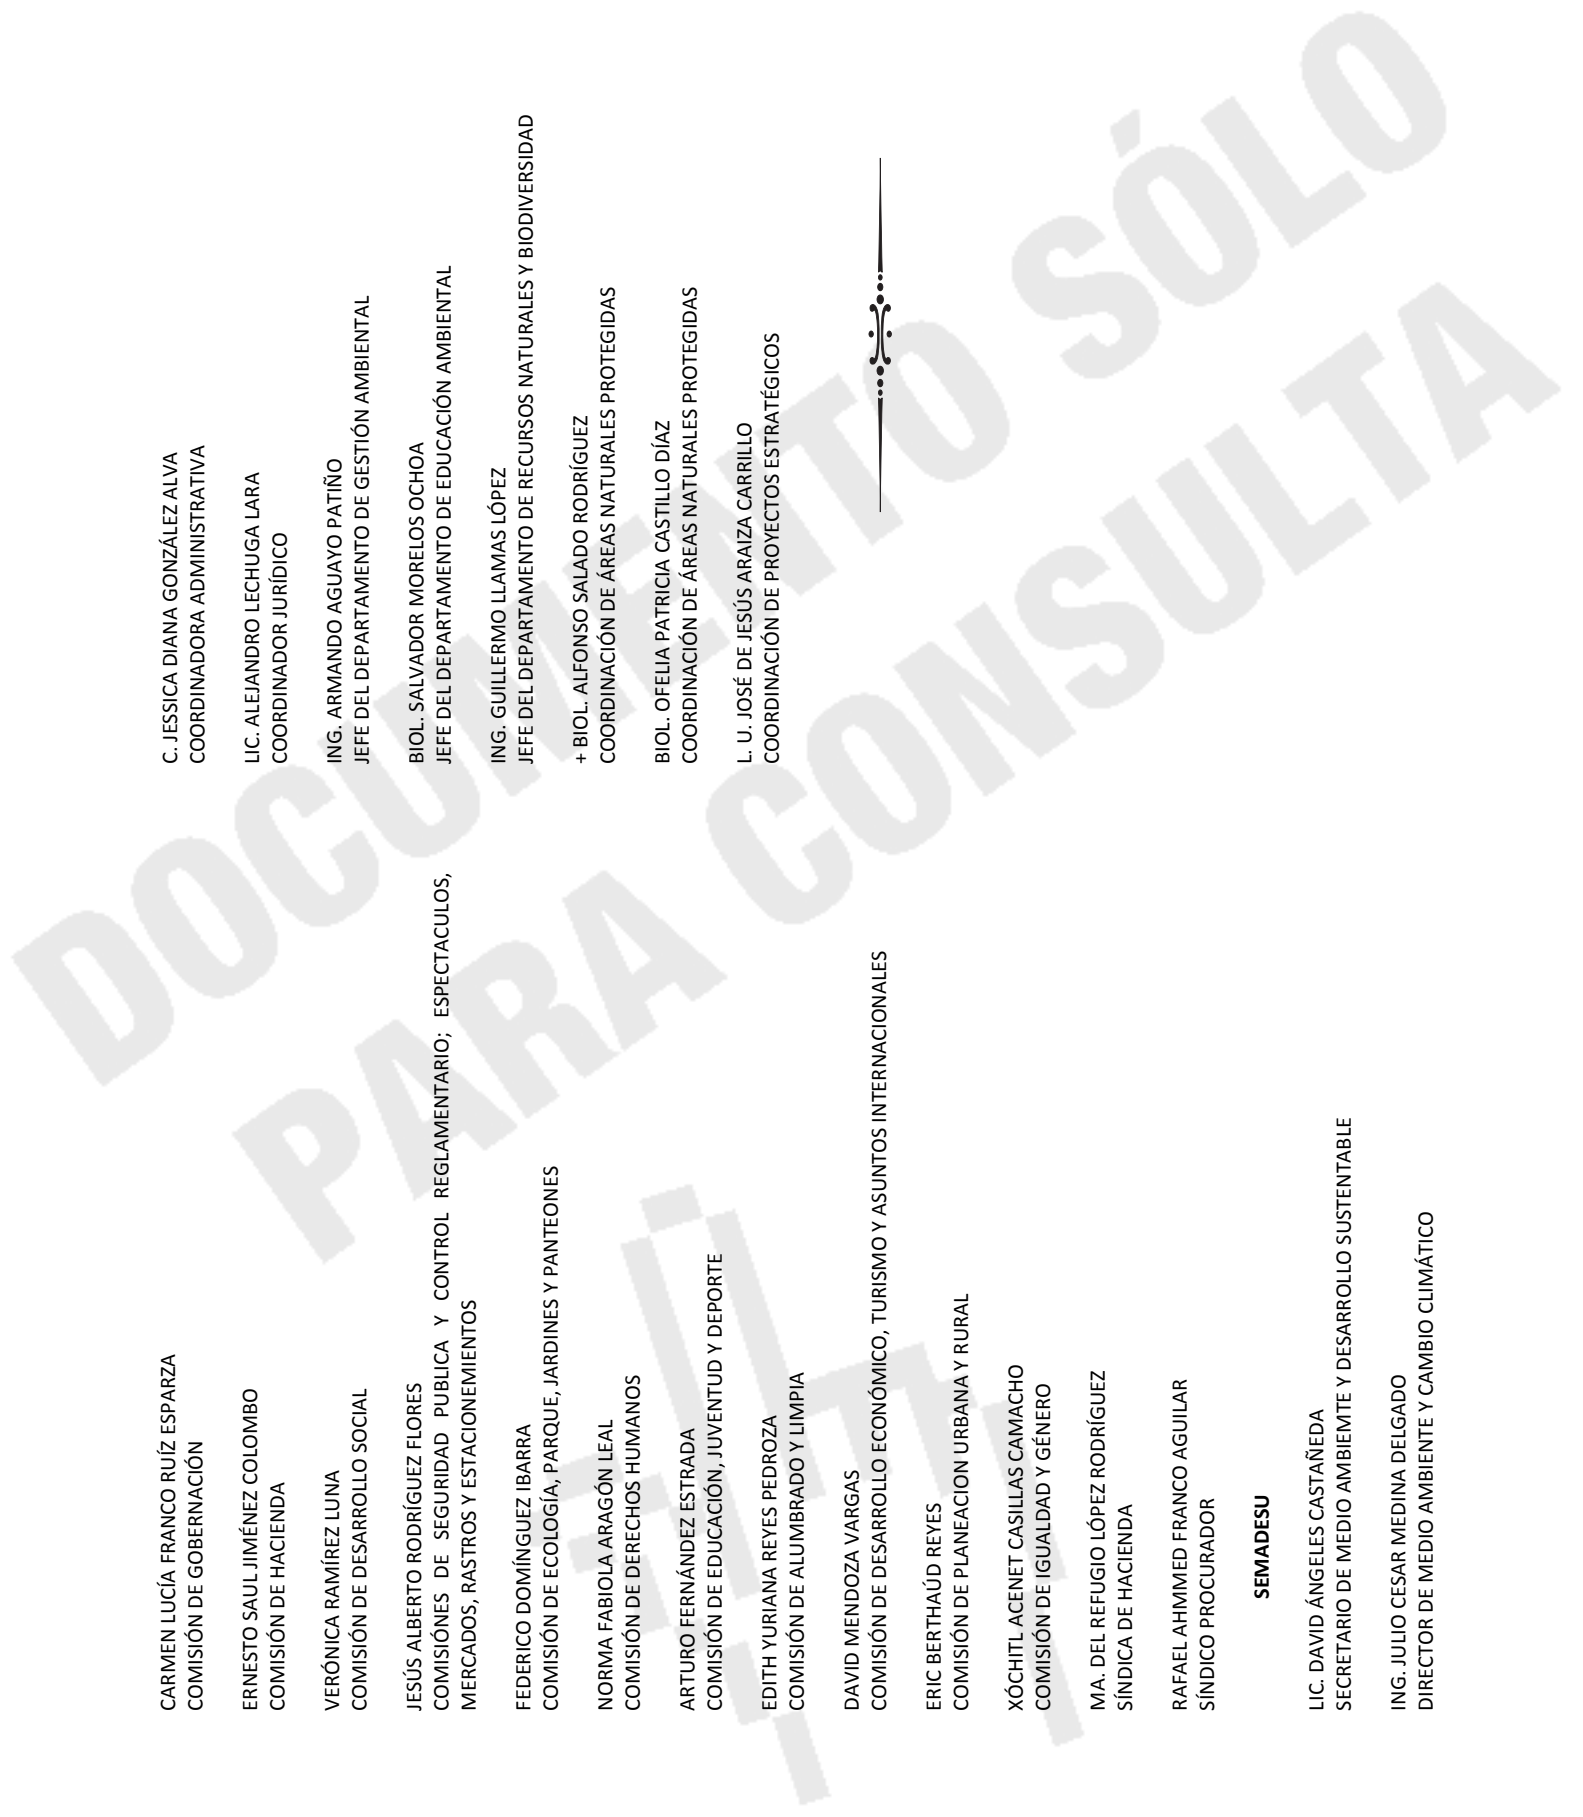 CARMEN LUCÍA FRANCO RUÍZ ESPARZA
COMISIÓN DE GOBERNACIÓN
ERNESTO SAUL JIMÉNEZ COLOMBO
COMISIÓN DE HACIENDA
VERÓNICA RAMÍREZ LUNA
COMISIÓN DE DESARROLLO SOCIAL
JESÚS ALBERTO RODRÍGUEZ FLORES
COMISIÓNES DE SEGURIDAD PUBLICA Y CONTROL REGLAMENTARIO; ESPECTACULOS,
MERCADOS, RASTROS Y ESTACIONEMIENTOS
FEDERICO DOMÍNGUEZ IBARRA
COMISIÓN DE ECOLOGÍA, PARQUE, JARDINES Y PANTEONES
NORMA FABIOLA ARAGÓN LEAL
COMISIÓN DE DERECHOS HUMANOS
ARTURO FERNÁNDEZ ESTRADA
COMISIÓN DE EDUCACIÓN, JUVENTUD Y DEPORTE
EDITH YURIANA REYES PEDROZA
COMISIÓN DE ALUMBRADO Y LIMPIA
DAVID MENDOZA VARGAS
COMISIÓN DE DESARROLLO ECONÓMICO, TURISMO Y ASUNTOS INTERNACIONALES
ERIC BERTHAÚD REYES
COMISIÓN DE PLANEACION URBANA Y RURAL
XÓCHITL ACENET CASILLAS CAMACHO
COMISIÓN DE IGUALDAD Y GÉNERO
MA. DEL REFUGIO LÓPEZ RODRÍGUEZ
SÍNDICA DE HACIENDA
RAFAEL AHMMED FRANCO AGUILAR
SÍNDICO PROCURADOR
SEMADESU
LIC. DAVID ÁNGELES CASTAÑEDA
SECRETARIO DE MEDIO AMBIENTE Y DESARROLLO SUSTENTABLE
ING. JULIO CESAR MEDINA DELGADO
DIRECTOR DE MEDIO AMBIENTE Y CAMBIO CLIMÁTICO
C. JESSICA DIANA GONZÁLEZ ALVA
COORDINADORA ADMINISTRATIVA
LIC. ALEJANDRO LECHUGA LARA
COORDINADOR JURÍDICO
ING. ARMANDO AGUAYO PATIÑO
JEFE DEL DEPARTAMENTO DE GESTIÓN AMBIENTAL
BIOL. SALVADOR MORELOS OCHOA
JEFE DEL DEPARTAMENTO DE EDUCACIÓN AMBIENTAL
ING. GUILLERMO LLAMAS LÓPEZ
JEFE DEL DEPARTAMENTO DE RECURSOS NATURALES Y BIODIVERSIDAD
+ BIOL. ALFONSO SALADO RODRÍGUEZ
COORDINACIÓN DE ÁREAS NATURALES PROTEGIDAS
BIOL. OFELIA PATRICIA CASTILLO DÍAZ
COORDINACIÓN DE ÁREAS NATURALES PROTEGIDAS
L. U. JOSÉ DE JESÚS ARAIZA CARRILLO
COORDINACIÓN DE PROYECTOS ESTRATÉGICOS
DOCUMENTO SÓLO
PARA CONSULTA